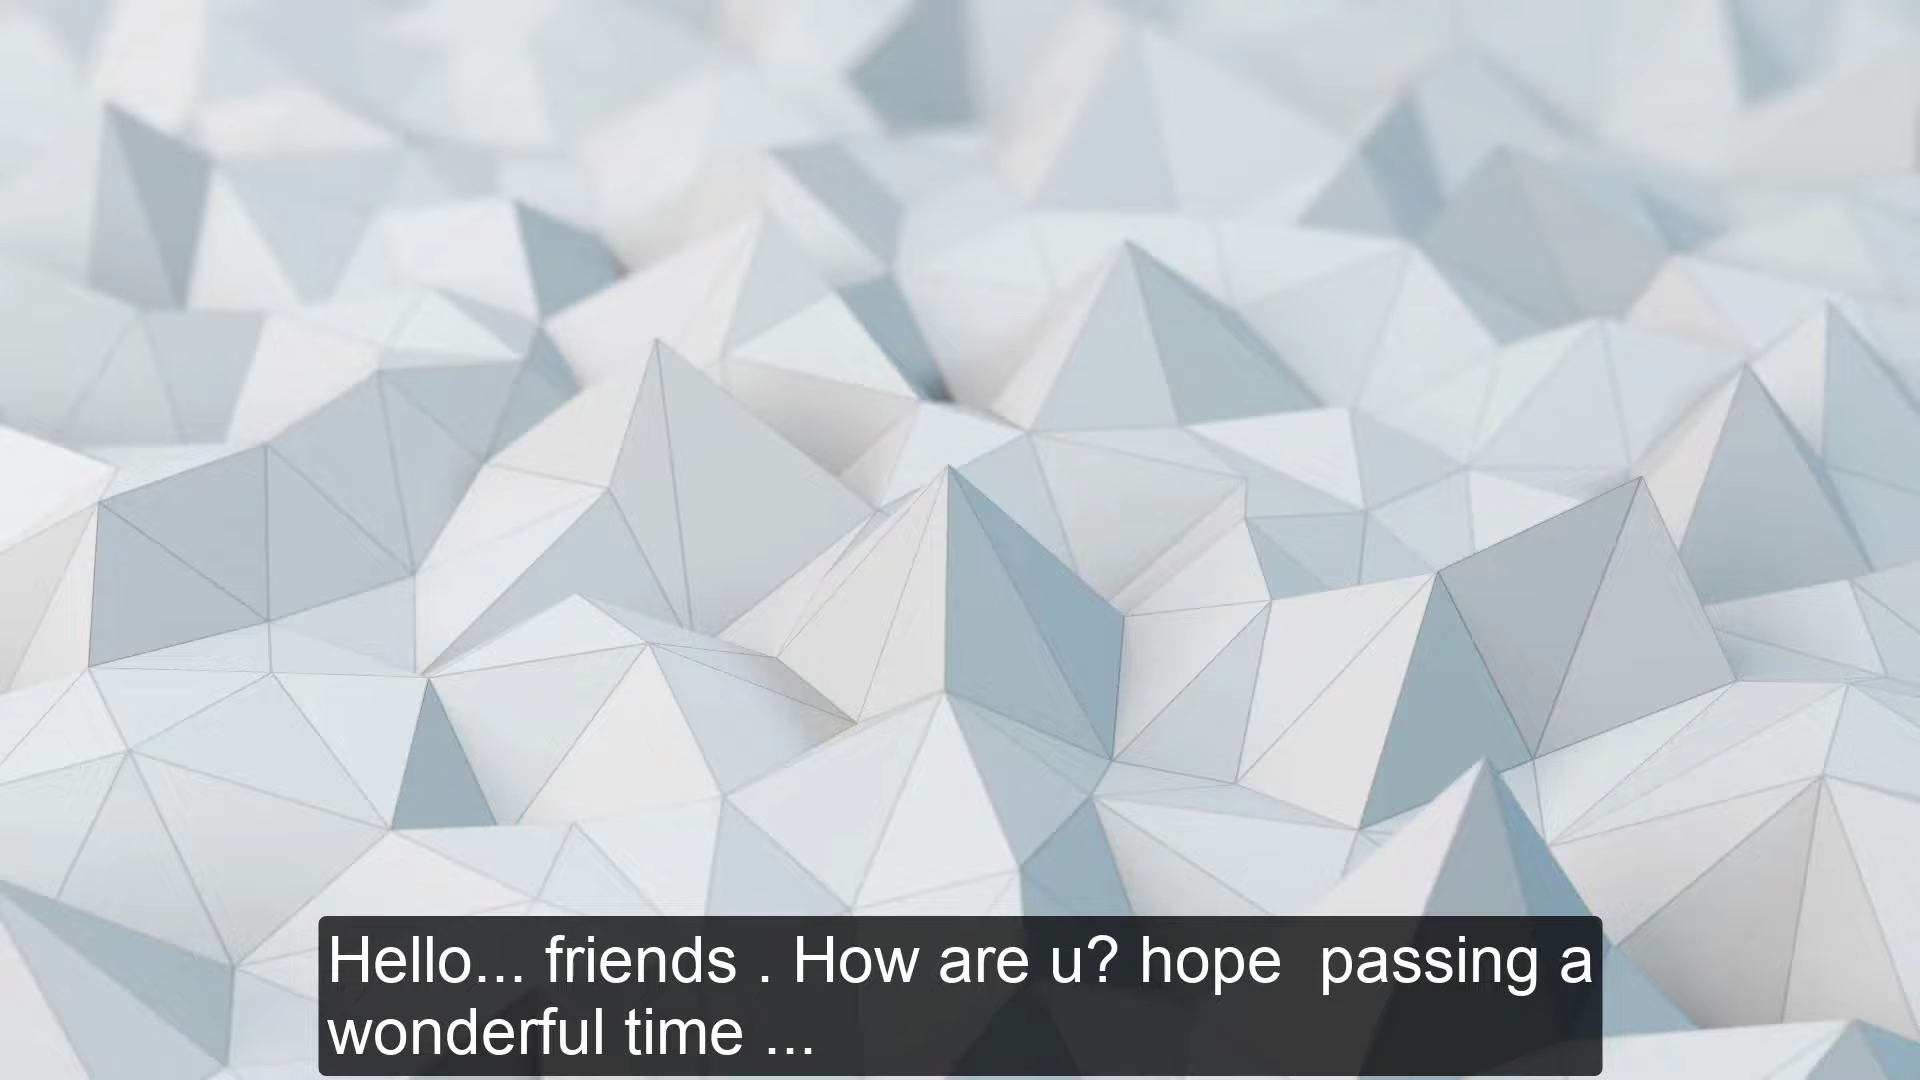 Hello... friends . How are u? hope  passing a
wonderful time ...